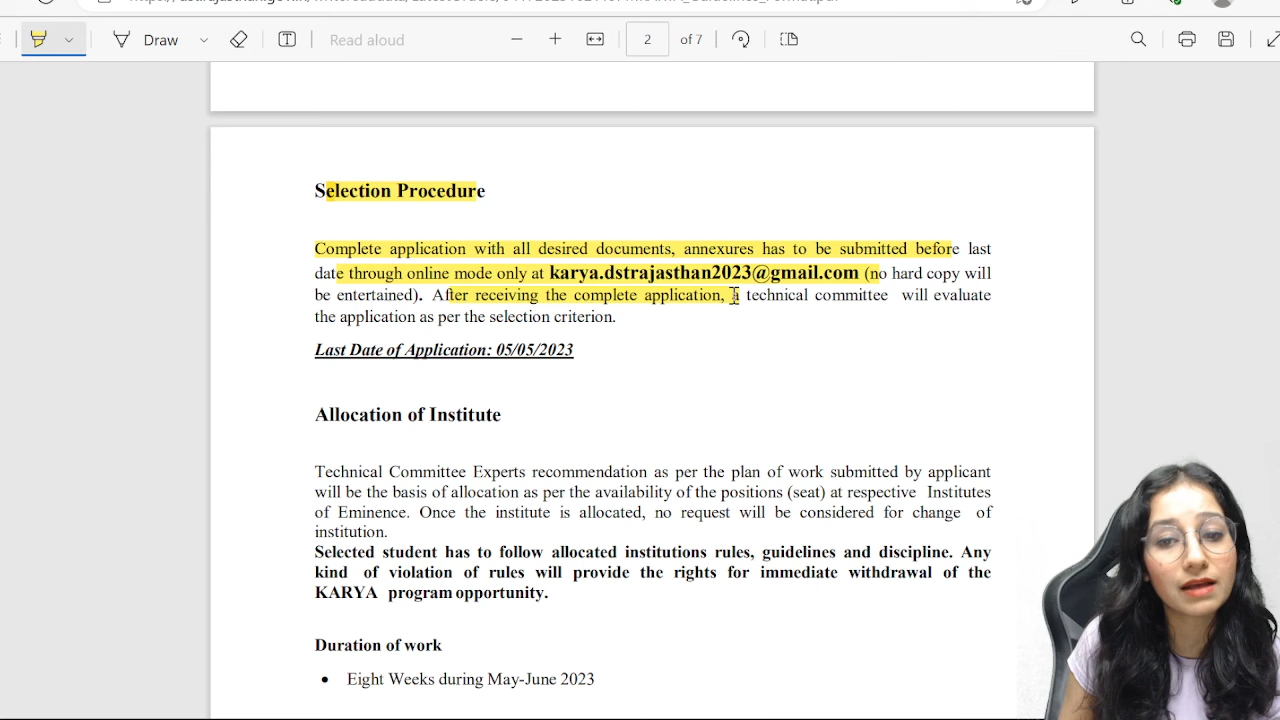 Draw
Read aloud
2
of 7
Selection Procedure
Complete application with all desired documents, annexures has to be submitted before last
date through online mode only at karya.dstrajasthan2023@gmail.com (no hard copy will
be entertained). After receiving the complete application, a technical committee will evaluate
the application as per the selection criterion.
Last Date of Application: 05/05/2023
Allocation of Institute
Technical Committee Experts recommendation as per the plan of work submitted by applicant
will be the basis of allocation as per the availability of the positions (seat) at respective Institutes
of Eminence. Once the institute is allocated, no request will be considered for change of
institution.
Selected student has to follow allocated institutions rules, guidelines and discipline. Any
kind of violation of rules will provide the rights for immediate withdrawal of the
KARYA program opportunity.
Duration of work
• Eight Weeks during May-June 2023